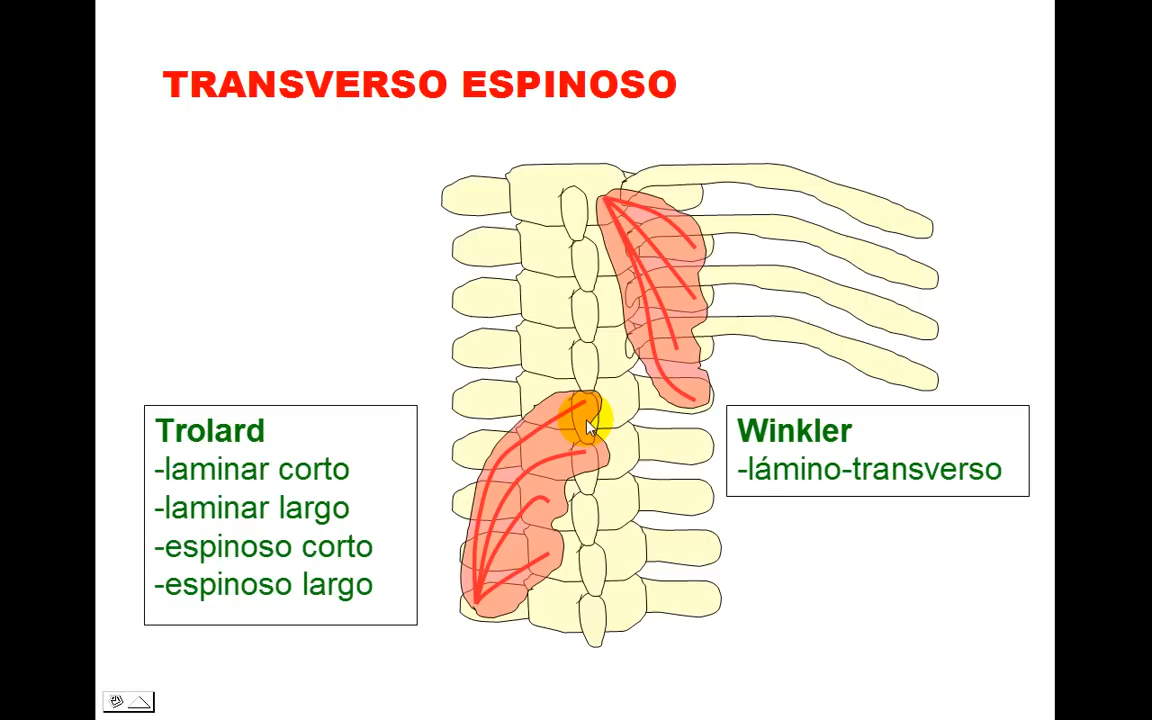 TRANSVERSO ESPINOSO
Trolard
-laminar corto
-laminar largo
-espinoso corto
-espinoso largo
Winkler
-lámino-transverso